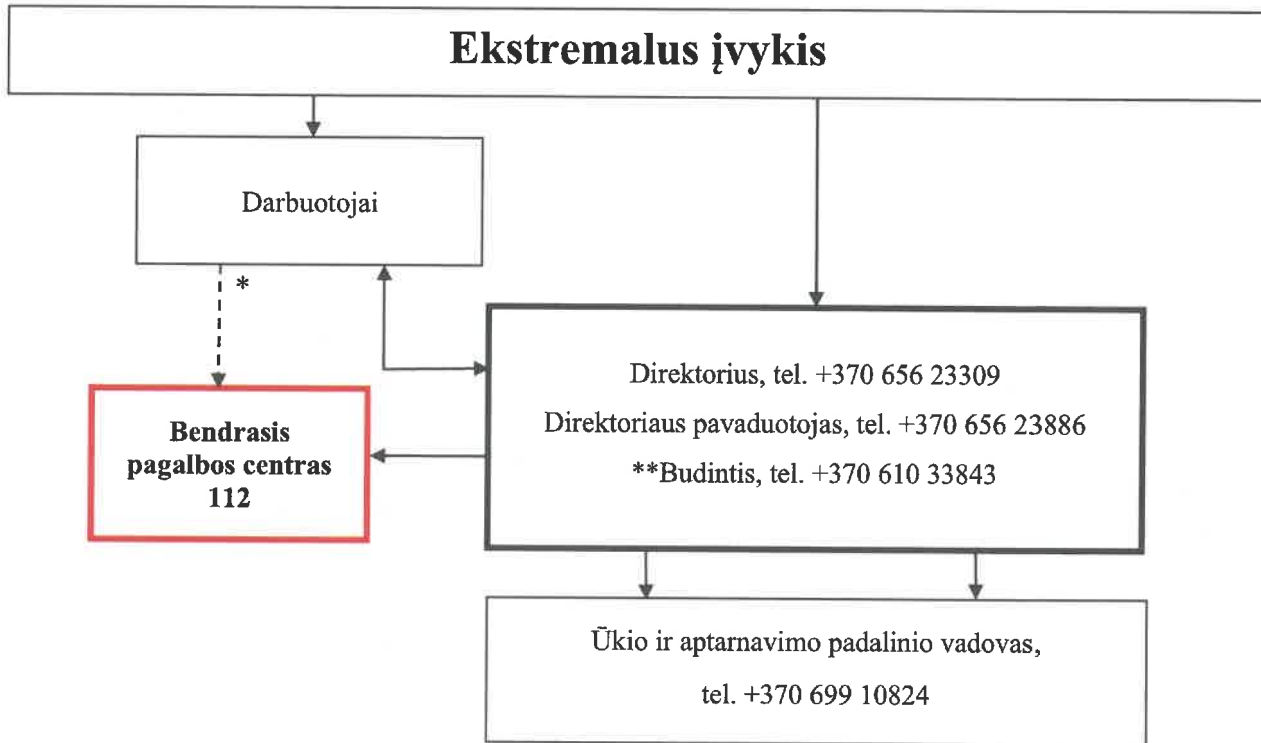 Ekstremalus įvykis
Darbuotojai
*
Direktorius, tel. +370 656 23309
Direktoriaus pavaduotojas, tel. +370 656 23886
**Budintis, tel. +370 610 33843
Bendrasis
pagalbos centras
112
Ūkio ir aptarnavimo padalinio vadovas,
tel. +370 699 10824